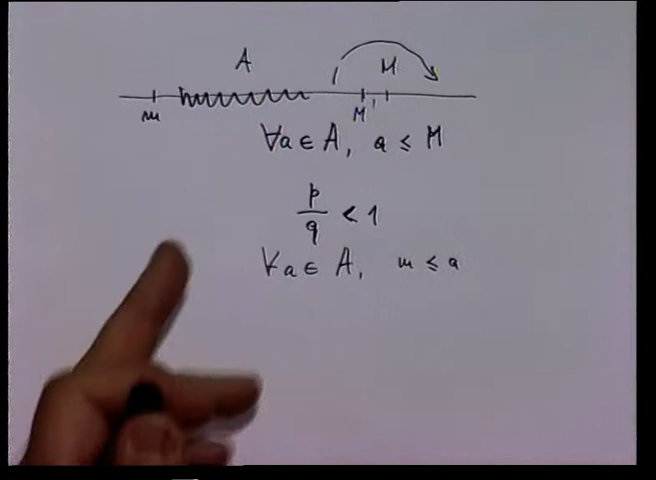 A M
m M'
∀a ∈ A, a ≤ M
p/q < 1
∀a ∈ A, m ≤ a